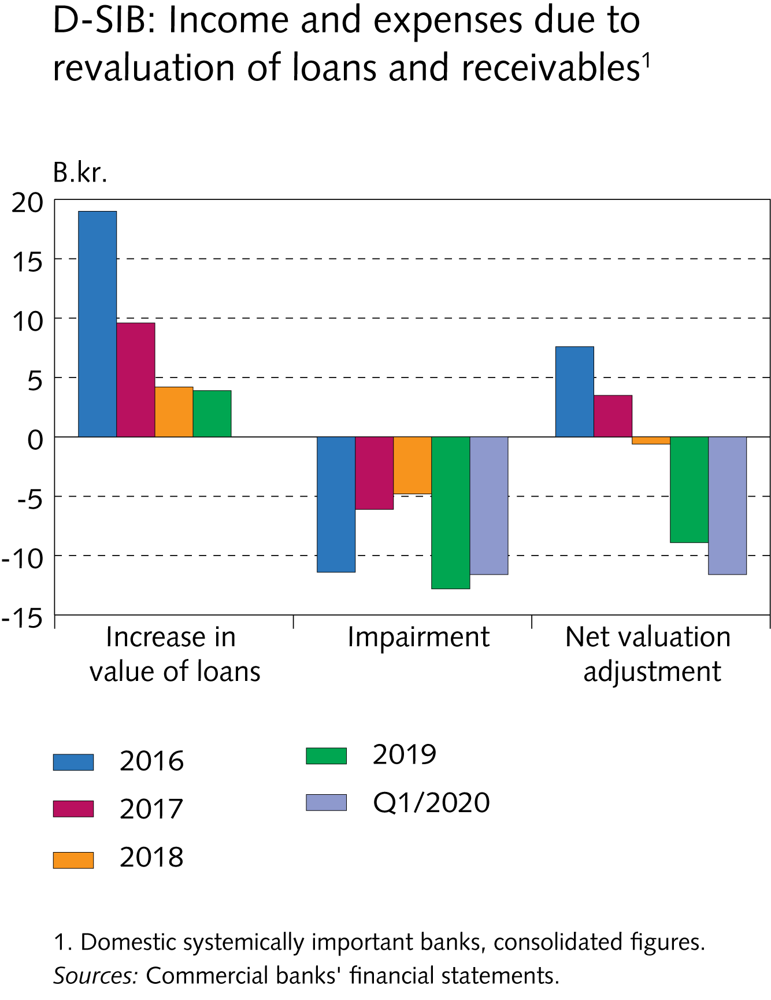 D-SIB: Income and expenses due to
revaluation of loans and receivables¹
B.kr.
20
15
10
5
0
-5
-10
-15
Increase in
value of loans
Impairment
Net valuation
adjustment
2016
2017
2018
2019
Q1/2020
1. Domestic systemically important banks, consolidated figures.
Sources: Commercial banks' financial statements.